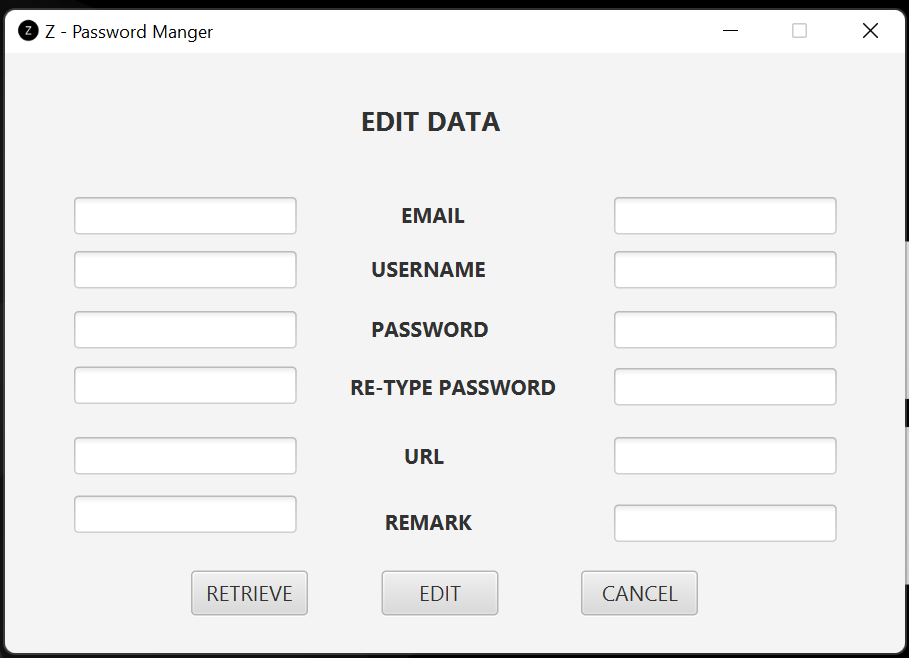 Z
Z - Password Manger
EDIT DATA
EMAIL
USERNAME
PASSWORD
RE-TYPE PASSWORD
URL
REMARK
RETRIEVE EDIT CANCEL